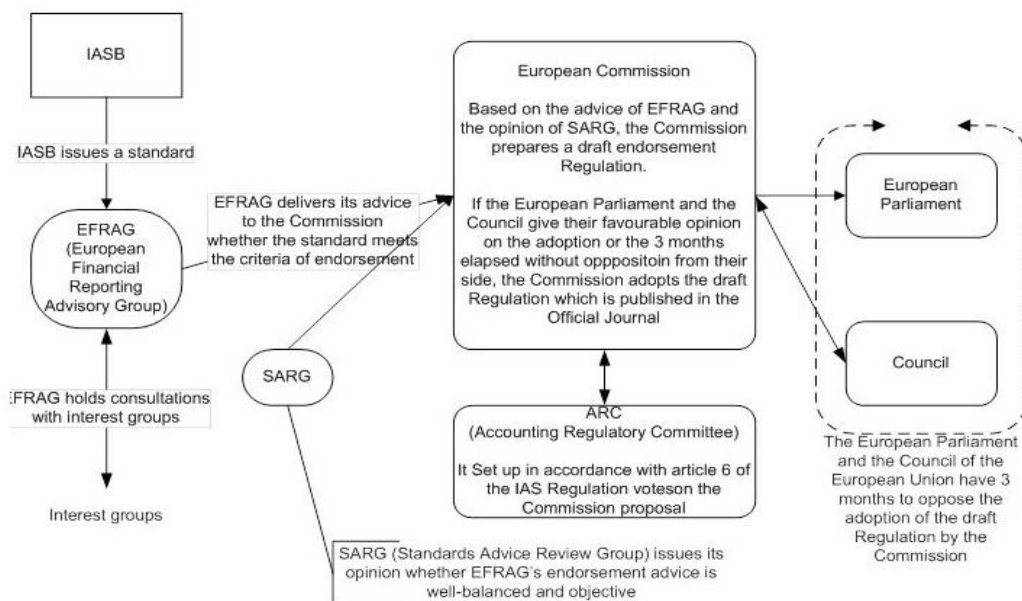 IASB
IASB issues a standard
EFRAG
(European
Financial
Reporting
Advisory Group)
EFRAG holds consultations
with interest groups
Interest groups
EFRAG delivers its advice
to the Commission
whether the standard meets
the criteria of endorsement
SARG
SARG (Standards Advice Review Group) issues its
opinion whether EFRAG's endorsement advice is
well-balanced and objective
European Commission
Based on the advice of EFRAG and
the opinion of SARG, the Commission
prepares a draft endorsement
Regulation.
If the European Parliament and the
Council give their favourable opinion
on the adoption or the 3 months
elapsed without opppositoin from their
side, the Commission adopts the draft
Regulation which is published in the
Official Journal
ARC
(Accounting Regulatory Committee)
It Set up in accordance with article 6 of
the IAS Regulation voteson the
Commission proposal
European
Parliament
Council
The European Parliament
and the Council of the
European Union have 3
months to oppose the
adoption of the draft
Regulation by the
Commission